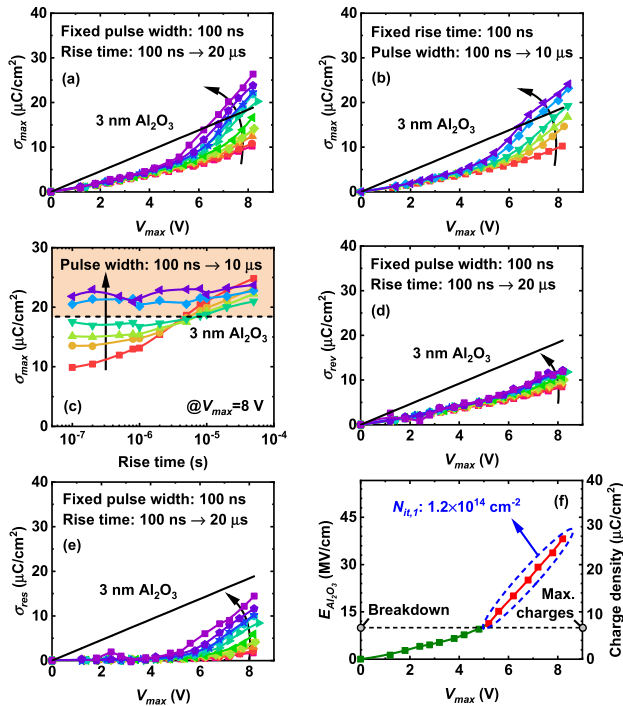 Fixed pulse width: 100 ns
Rise time: 100 ns → 20 μs
(a)
3 nm Al₂O₃
σmax (μC/cm²)
40
30
20
10
0
0 2 4 6 8
Vmax (V)
Fixed rise time: 100 ns
Pulse width: 100 ns → 10 μs
(b)
3 nm Al₂O₃
σmax (μC/cm²)
40
30
20
10
0
0 2 4 6 8
Vmax (V)
Pulse width: 100 ns → 10 μs
3 nm Al₂O₃
(c)
@Vmax=8 V
σmax (μC/cm²)
30
20
10
0
10⁻⁷ 10⁻⁶ 10⁻⁵ 10⁻⁴
Rise time (s)
Fixed pulse width: 100 ns
Rise time: 100 ns → 20 μs
(d)
3 nm Al₂O₃
σrev (μC/cm²)
40
30
20
10
0
0 2 4 6 8
Vmax (V)
Fixed pulse width: 100 ns
Rise time: 100 ns → 20 μs
(e)
3 nm Al₂O₃
σres (μC/cm²)
40
30
20
10
0
0 2 4 6 8
Vmax (V)
(f)
Nit,1: 1.2×10¹⁴ cm⁻²
Breakdown
Max.
charges
EAl₂O₃ (MV/cm)
45
30
15
0
Charge density (μC/cm²)
40
30
20
10
0
0 2 4 6 8
Vmax (V)